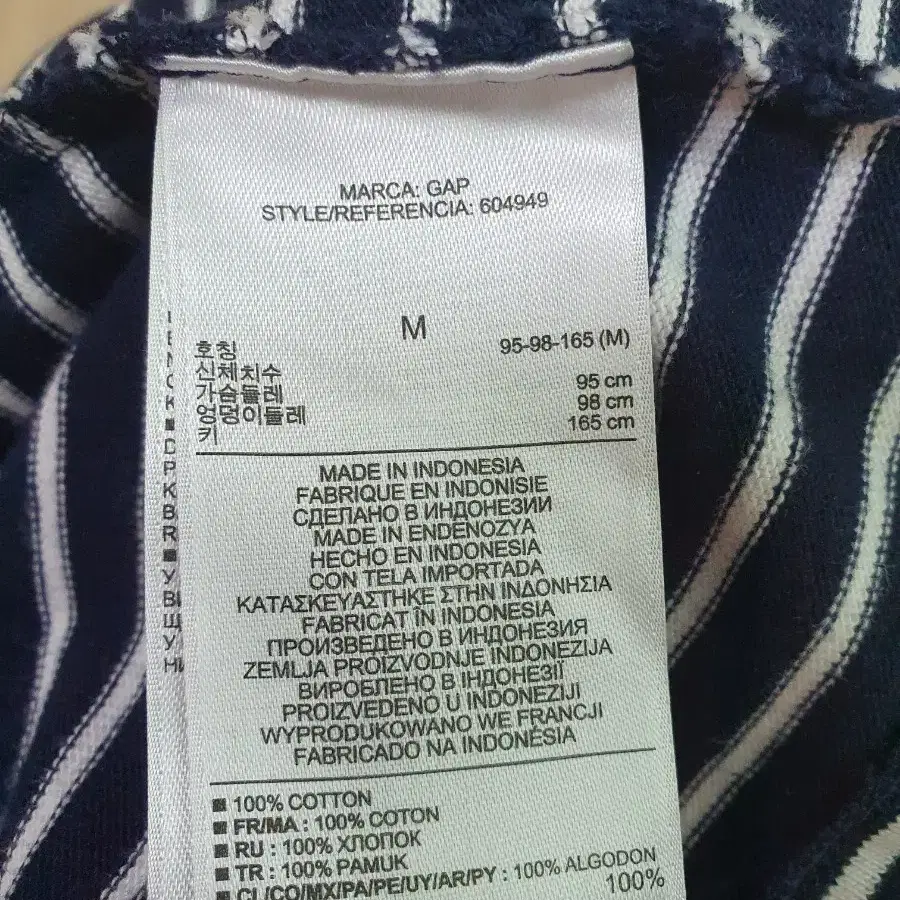 MARCA: GAP
STYLE/REFERENCIA: 604949
M
호칭 95-98-165 (M)
신체치수
가슴둘레 95 cm
엉덩이둘레 98 cm
키 165 cm
MADE IN INDONESIA
FABRIQUE EN INDONISIE
СДЕЛАНО В ИНДОНЕЗИИ
MADE IN ENDENOZYA
HECHO EN INDONESIA
CON TELA IMPORTADA
ΚΑΤΑΣΚΕΥΑΣΤΗΚΕ ΣΤΗΝ ΙΝΔΟΝΗΣΙΑ
FABRICAT ÎN INDONESIA
ПРОИЗВЕДЕНО В ИНДОНЕЗИЯ
ZEMLJA PROIZVODNJE INDONEZIJA
ВИРОБЛЕНО В ІНДОНЕЗІЇ
PROIZVEDENO U INDONEZIJI
WYPRODUKOWANO WE FRANCJI
FABRICADO NA INDONÉSIA
■ 100% COTTON
■ FR/MA : 100% COTON
■ RU : 100% ХЛОПОК
■ TR : 100% PAMUK
■ CL/CO/MX/PA/PE/UY/AR/PY : 100% ALGODON
100%